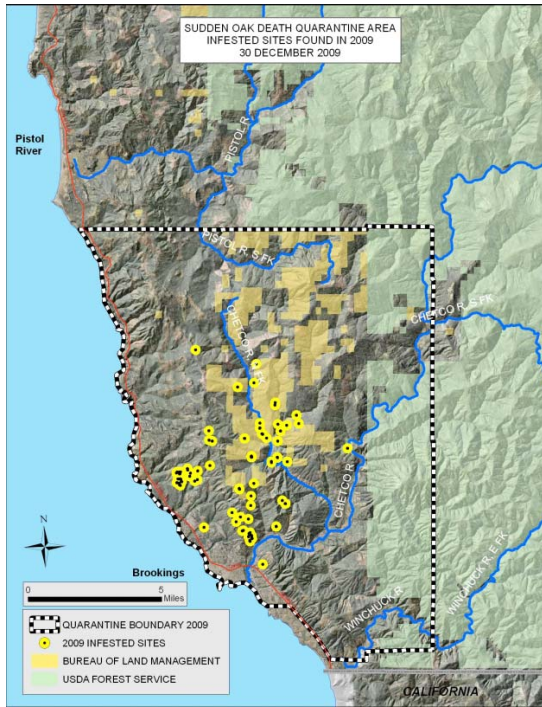 SUDDEN OAK DEATH QUARANTINE AREA
INFESTED SITES FOUND IN 2009
30 DECEMBER 2009
Pistol
River
PISTOL R
PISTOL R, S FK
CHETCO R, S FK
CHETCO R
WINCHUCK R
WINCHUCK R, E FK
N
Brookings
0
5
Miles
QUARANTINE BOUNDARY 2009
2009 INFESTED SITES
BUREAU OF LAND MANAGEMENT
USDA FOREST SERVICE
CALIFORNIA